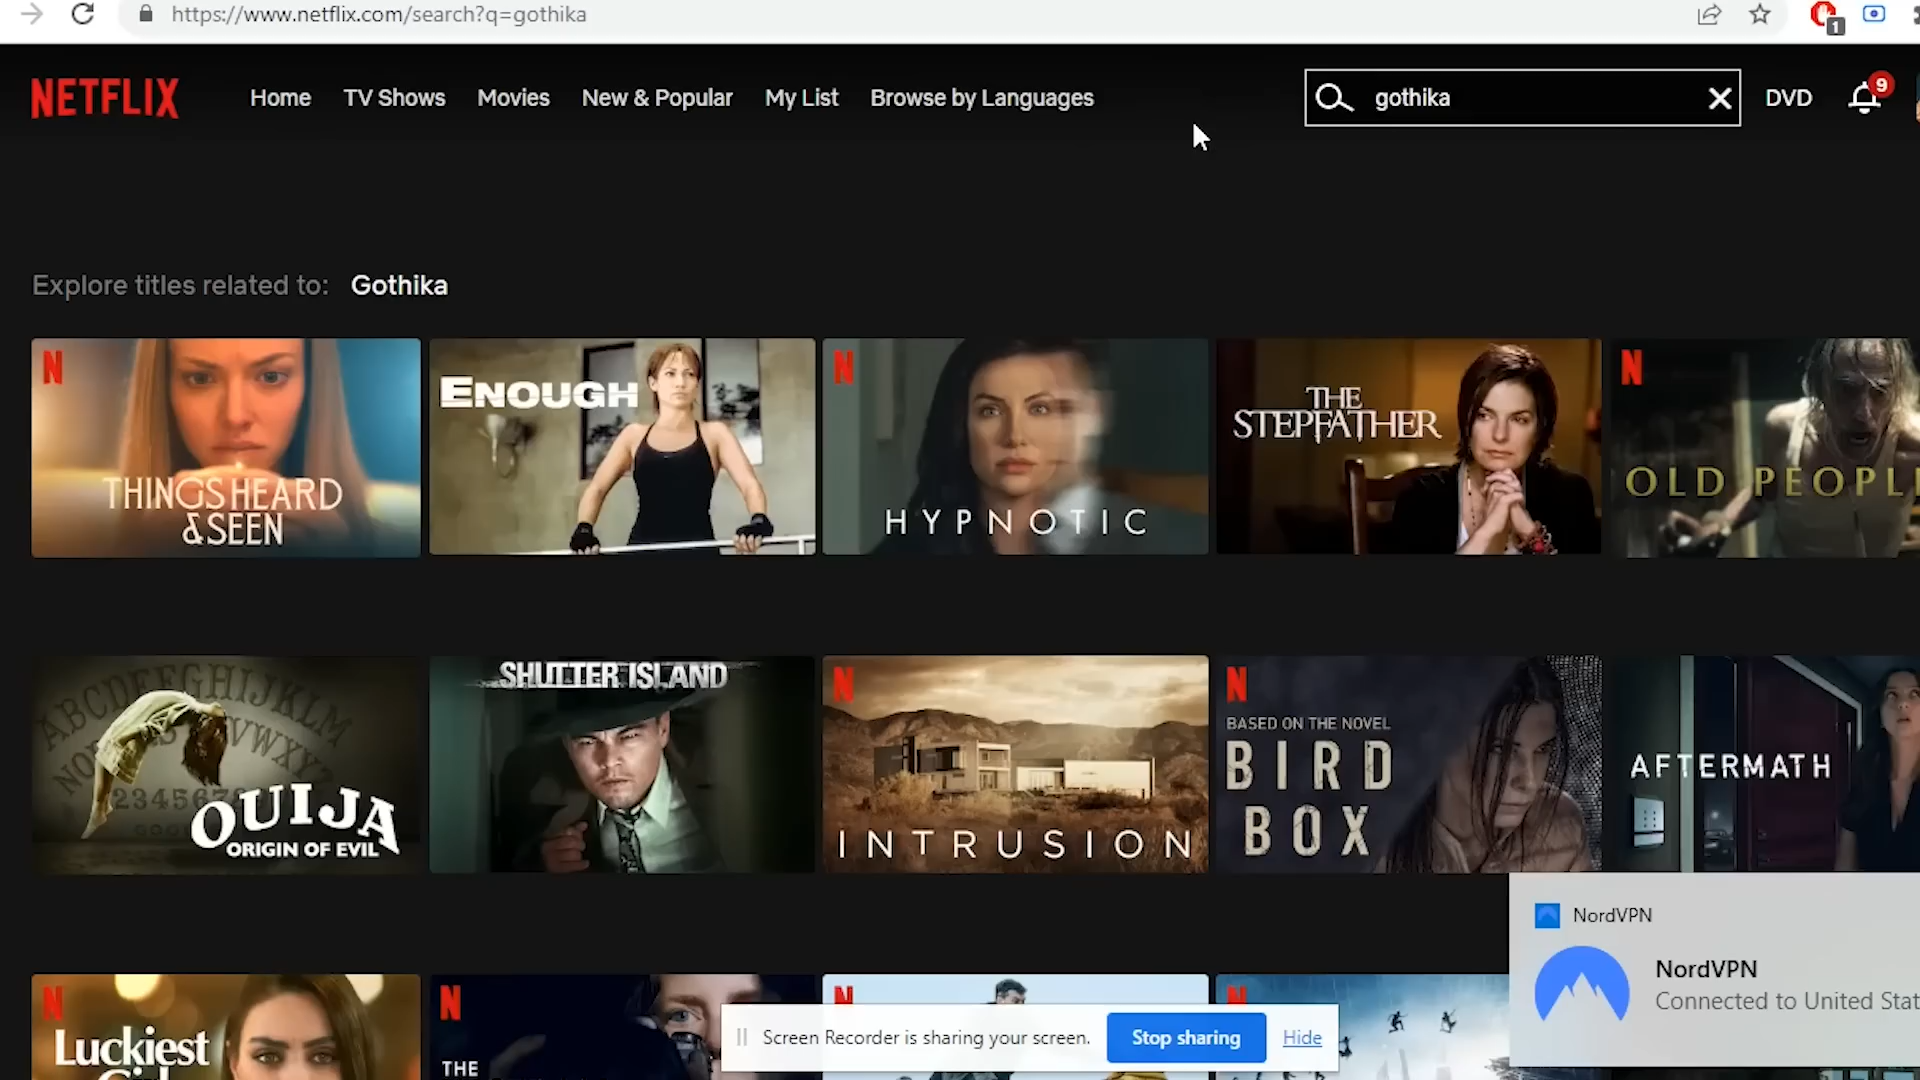 https://www.netflix.com/search?q=gothika
1
NETFLIX
Home
TV Shows
Movies
New & Popular
My List
Browse by Languages
gothika
DVD
9
Explore titles related to: Gothika
N
THINGS HEARD
& SEEN
ENOUGH
N
HYPNOTIC
THE
STEPFATHER
N
OLD PEOPL
ABCDEFGHIJKLM
OUIJA
ORIGIN OF EVIL
SHUTTER ISLAND
N
INTRUSION
N
BASED ON THE NOVEL
BIRD
BOX
AFTERMATH
NordVPN
NordVPN
Connected to United Stat
N
Luckiest
N
THE
N
N
Screen Recorder is sharing your screen.
Stop sharing
Hide